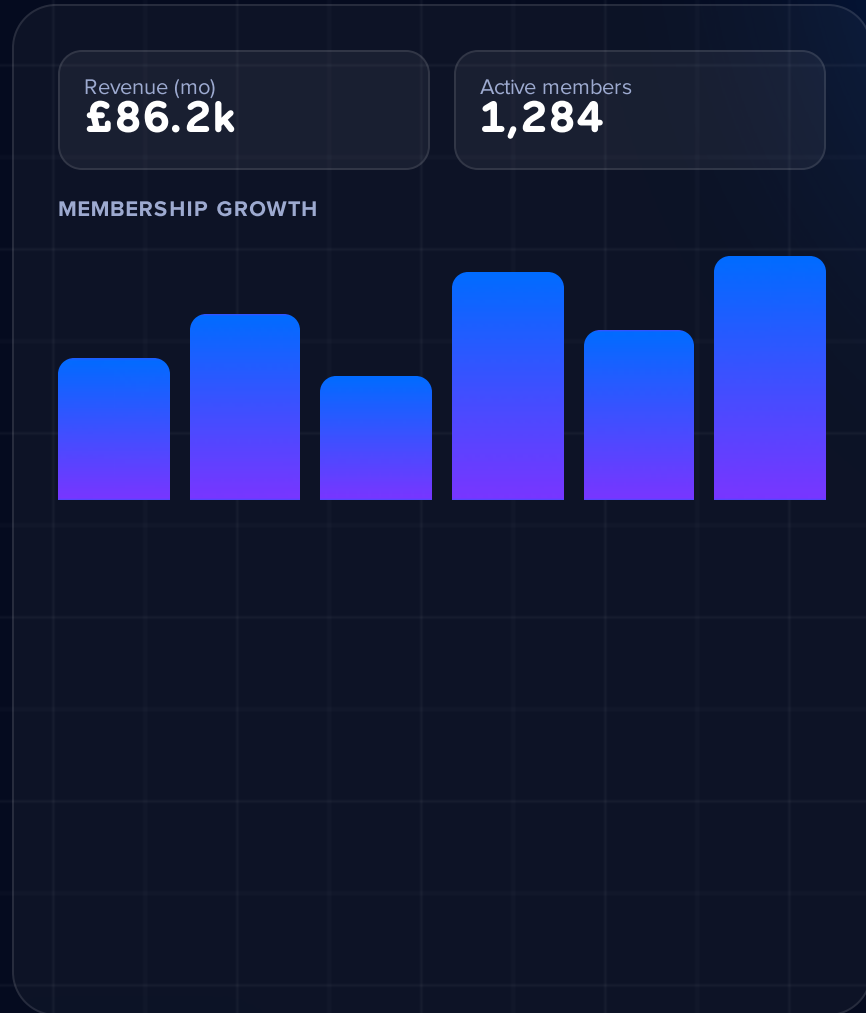 Revenue (mo)
£86.2k
Active members
1,284
MEMBERSHIP GROWTH